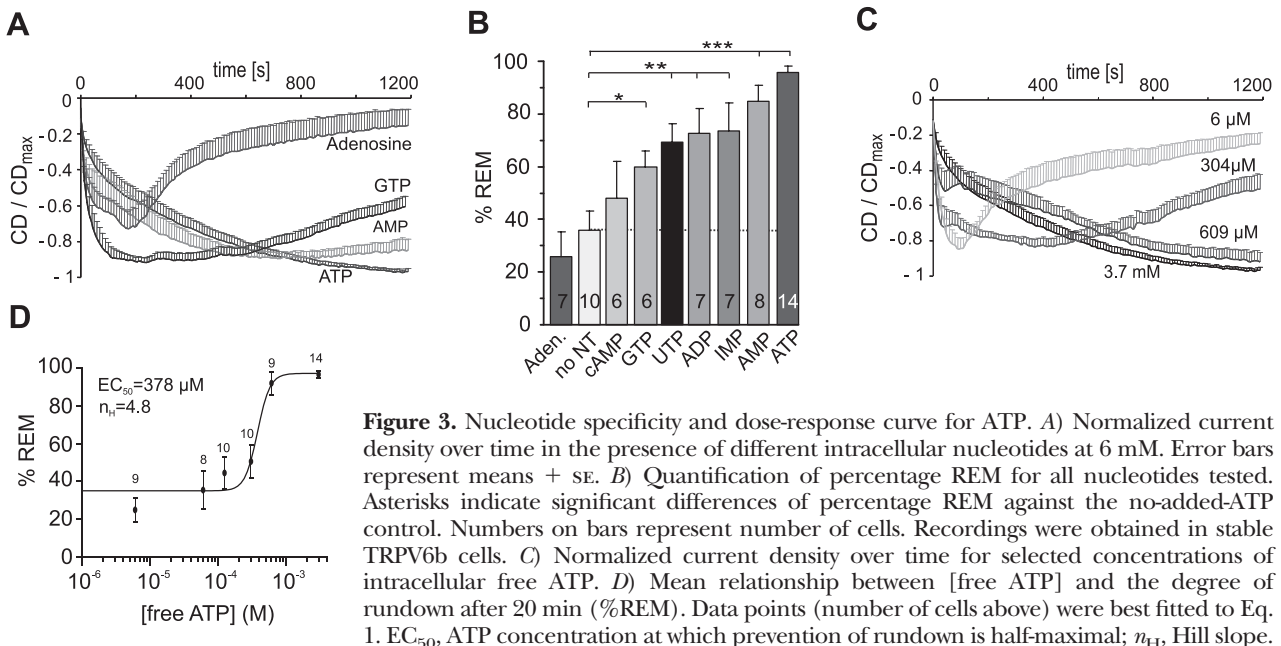 A
time [s]
0 400 800 1200
0
-0.2
-0.4
-0.6
-0.8
-1
CD / CDmax
Adenosine
GTP
AMP
ATP
B
***
**
*
100
80
60
40
20
0
% REM
7 10 6 6 7 7 8 14
Aden. no NT cAMP GTP UTP ADP IMP AMP ATP
C
time [s]
0 400 800 1200
0
-0.2
-0.4
-0.6
-0.8
-1
CD / CDmax
6 µM
304µM
609 µM
3.7 mM
D
100
80
60
40
20
0
% REM
EC50=378 µM
nH=4.8
9 8 10 10 9 14
10-6 10-5 10-4 10-3
[free ATP] (M)
Figure 3. Nucleotide specificity and dose-response curve for ATP. A) Normalized current
density over time in the presence of different intracellular nucleotides at 6 mM. Error bars
represent means + SE. B) Quantification of percentage REM for all nucleotides tested.
Asterisks indicate significant differences of percentage REM against the no-added-ATP
control. Numbers on bars represent number of cells. Recordings were obtained in stable
TRPV6b cells. C) Normalized current density over time for selected concentrations of
intracellular free ATP. D) Mean relationship between [free ATP] and the degree of
rundown after 20 min (%REM). Data points (number of cells above) were best fitted to Eq.
1. EC50, ATP concentration at which prevention of rundown is half-maximal; nH, Hill slope.